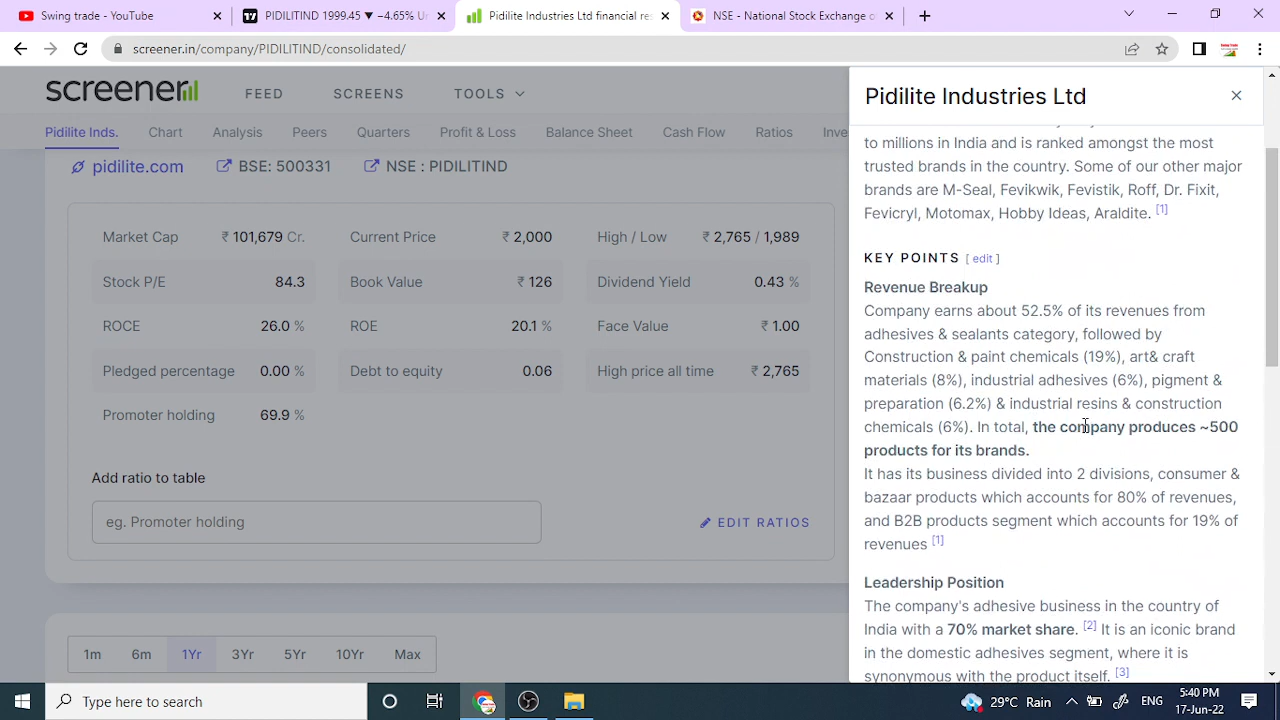 Swing trade - YouTube
PIDILITIND 1999.45 ▼ −4.65% Un
Pidilite Industries Ltd financial res
NSE - National Stock Exchange o
screener.in/company/PIDILITIND/consolidated/
screener
FEED
SCREENS
TOOLS
Pidilite Inds.
Chart
Analysis
Peers
Quarters
Profit & Loss
Balance Sheet
Cash Flow
Ratios
Inve
pidilite.com
BSE: 500331
NSE : PIDILITIND
Market Cap ₹ 101,679 Cr.
Current Price ₹ 2,000
High / Low ₹ 2,765 / 1,989
Stock P/E 84.3
Book Value ₹ 126
Dividend Yield 0.43 %
ROCE 26.0 %
ROE 20.1 %
Face Value ₹ 1.00
Pledged percentage 0.00 %
Debt to equity 0.06
High price all time ₹ 2,765
Promoter holding 69.9 %
Add ratio to table
eg. Promoter holding
EDIT RATIOS
1m 6m 1Yr 3Yr 5Yr 10Yr Max
Pidilite Industries Ltd
to millions in India and is ranked amongst the most
trusted brands in the country. Some of our other major
brands are M-Seal, Fevikwik, Fevistik, Roff, Dr. Fixit,
Fevicryl, Motomax, Hobby Ideas, Araldite. [1]
KEY POINTS [ edit ]
Revenue Breakup
Company earns about 52.5% of its revenues from
adhesives & sealants category, followed by
Construction & paint chemicals (19%), art& craft
materials (8%), industrial adhesives (6%), pigment &
preparation (6.2%) & industrial resins & construction
chemicals (6%). In total, the company produces ~500
products for its brands.
It has its business divided into 2 divisions, consumer &
bazaar products which accounts for 80% of revenues,
and B2B products segment which accounts for 19% of
revenues [1]
Leadership Position
The company's adhesive business in the country of
India with a 70% market share. [2] It is an iconic brand
in the domestic adhesives segment, where it is
synonymous with the product itself. [3]
Type here to search
29°C Rain
ENG
5:40 PM
17-Jun-22